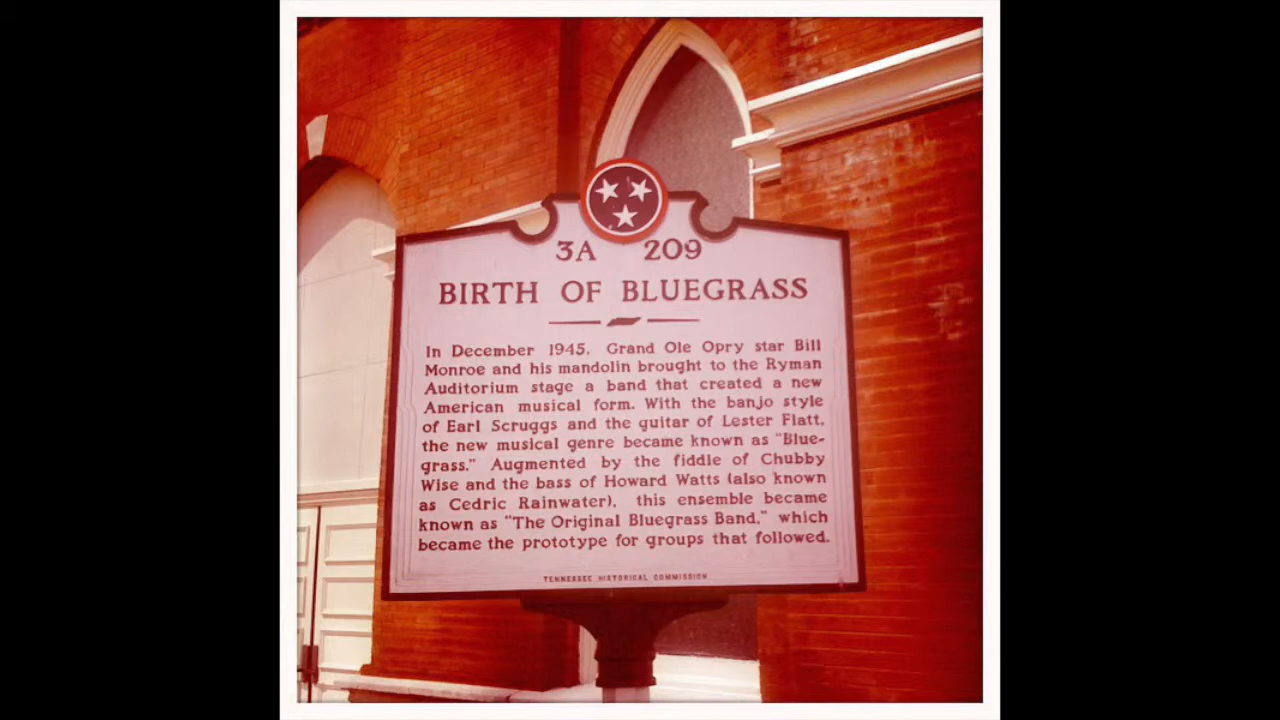 3A 209
BIRTH OF BLUEGRASS
In December 1945, Grand Ole Opry star Bill
Monroe and his mandolin brought to the Ryman
Auditorium stage a band that created a new
American musical form. With the banjo style
of Earl Scruggs and the guitar of Lester Flatt,
the new musical genre became known as "Blue-
grass." Augmented by the fiddle of Chubby
Wise and the bass of Howard Watts (also known
as Cedric Rainwater), this ensemble became
known as "The Original Bluegrass Band," which
became the prototype for groups that followed.
TENNESSEE HISTORICAL COMMISSION